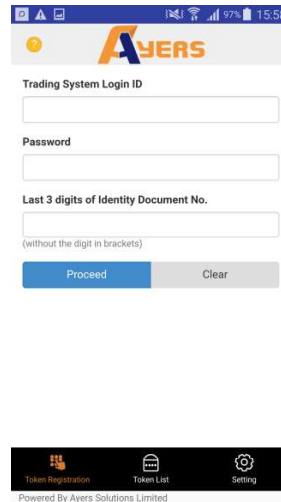 97% 15:58
?
AYERS
Trading System Login ID
Password
Last 3 digits of Identity Document No.
(without the digit in brackets)
Proceed Clear
Token Registration Token List Setting
Powered By Ayers Solutions Limited